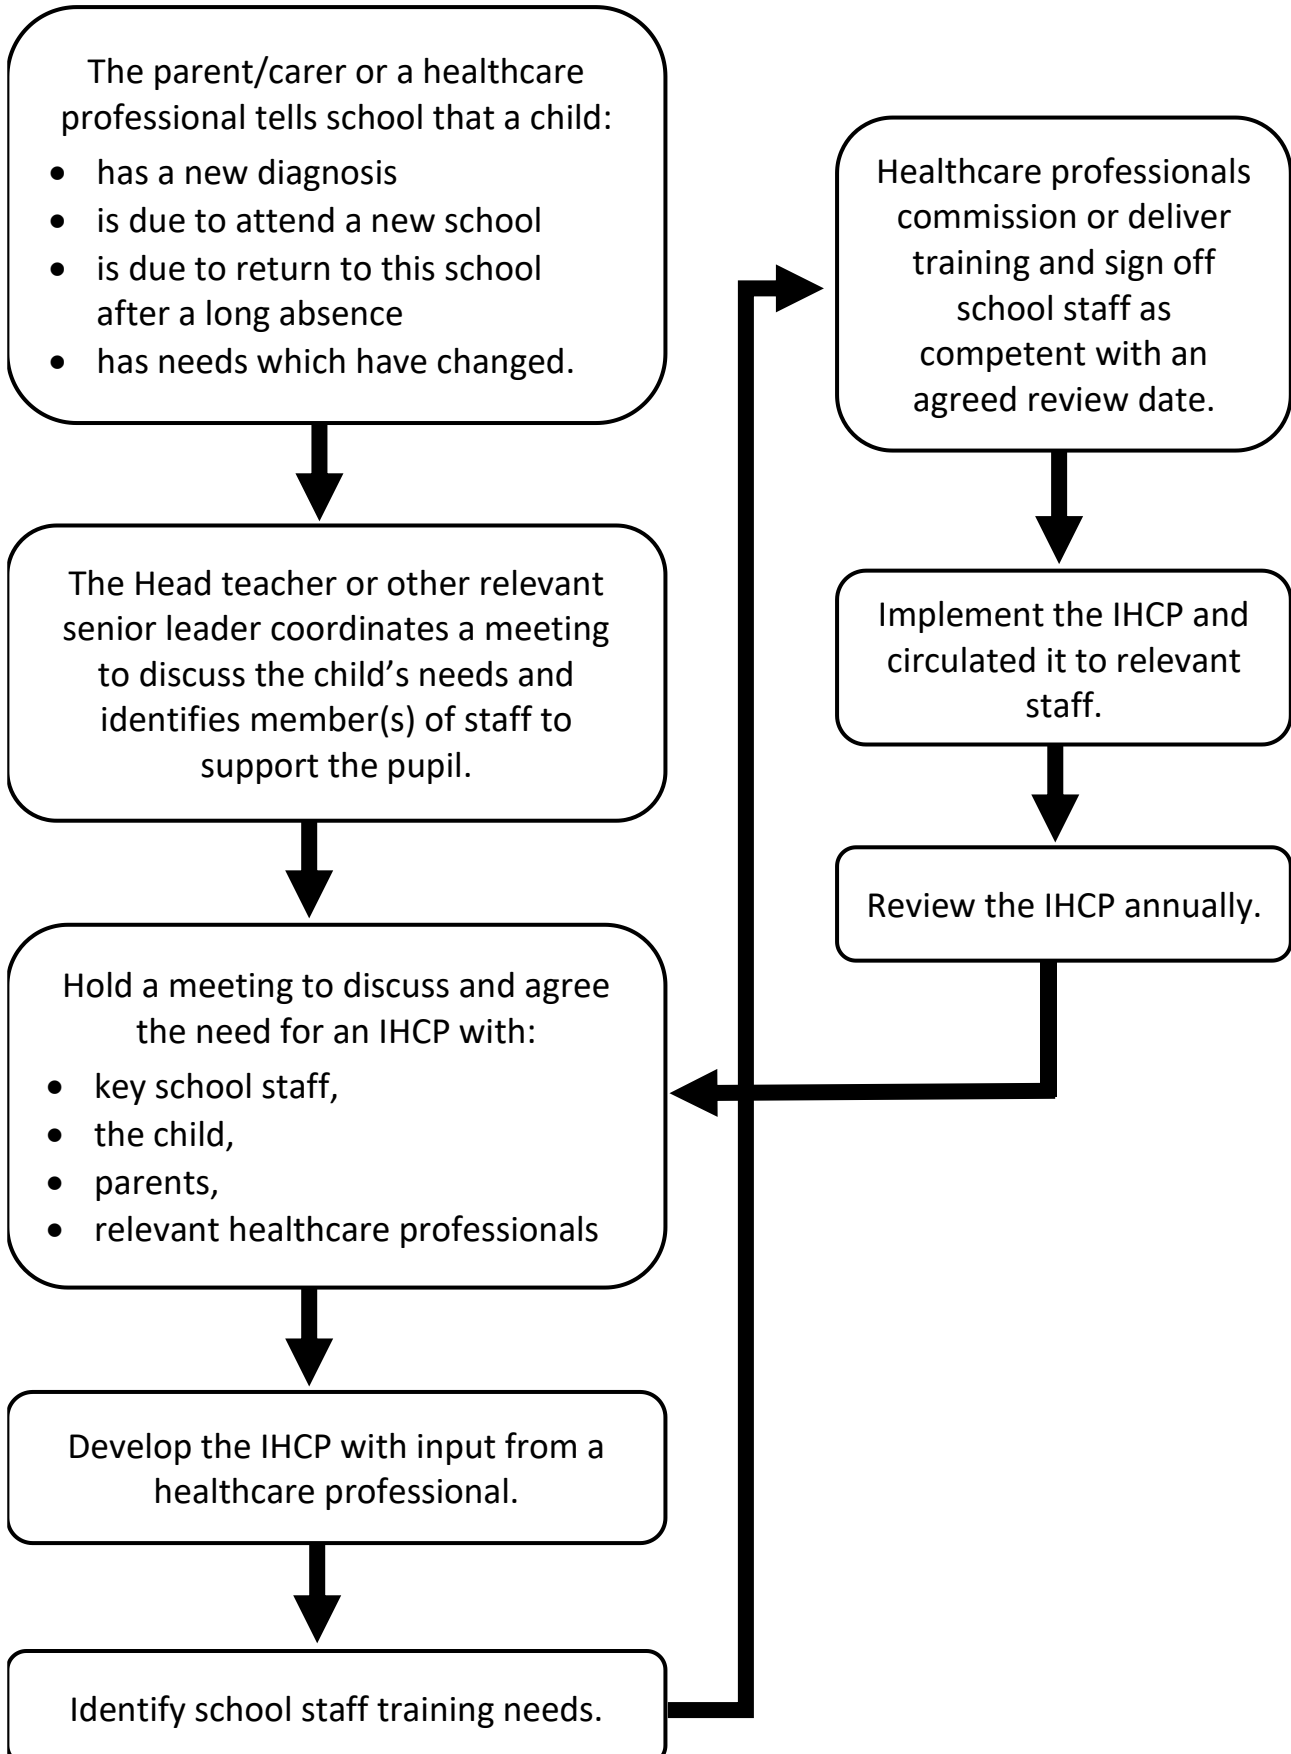 The parent/carer or a healthcare
professional tells school that a child:
• has a new diagnosis
• is due to attend a new school
• is due to return to this school
after a long absence
• has needs which have changed.
The Head teacher or other relevant
senior leader coordinates a meeting
to discuss the child’s needs and
identifies member(s) of staff to
support the pupil.
Hold a meeting to discuss and agree
the need for an IHCP with:
• key school staff,
• the child,
• parents,
• relevant healthcare professionals
Develop the IHCP with input from a
healthcare professional.
Identify school staff training needs.
Healthcare professionals
commission or deliver
training and sign off
school staff as
competent with an
agreed review date.
Implement the IHCP and
circulated it to relevant
staff.
Review the IHCP annually.